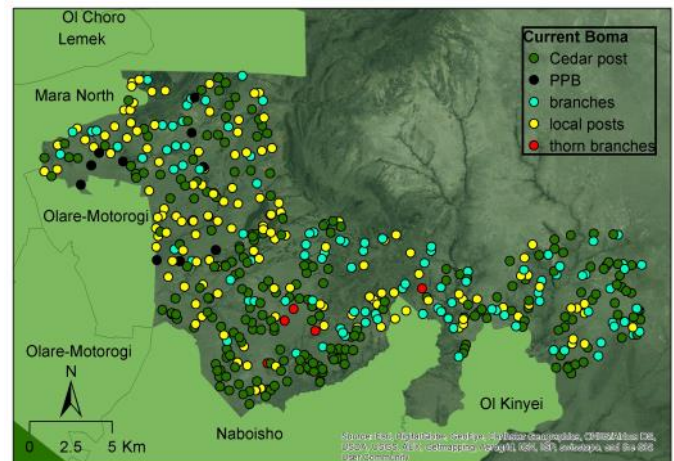 Ol Choro
Lemek
Mara North
Olare-Motorogi
Olare-Motorogi
N
0 2.5 5 Km
Naboisho
Ol Kinyei
Current Boma
Cedar post
PPB
branches
local posts
thorn branches